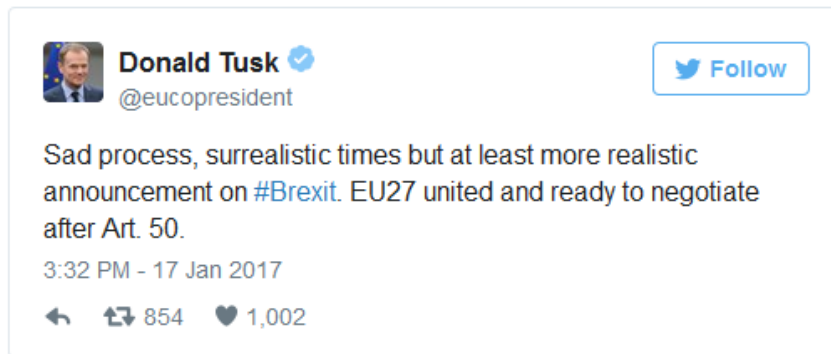 Donald Tusk
@eucopresident
Follow
Sad process, surrealistic times but at least more realistic
announcement on #Brexit. EU27 united and ready to negotiate
after Art. 50.
3:32 PM - 17 Jan 2017
854 1,002